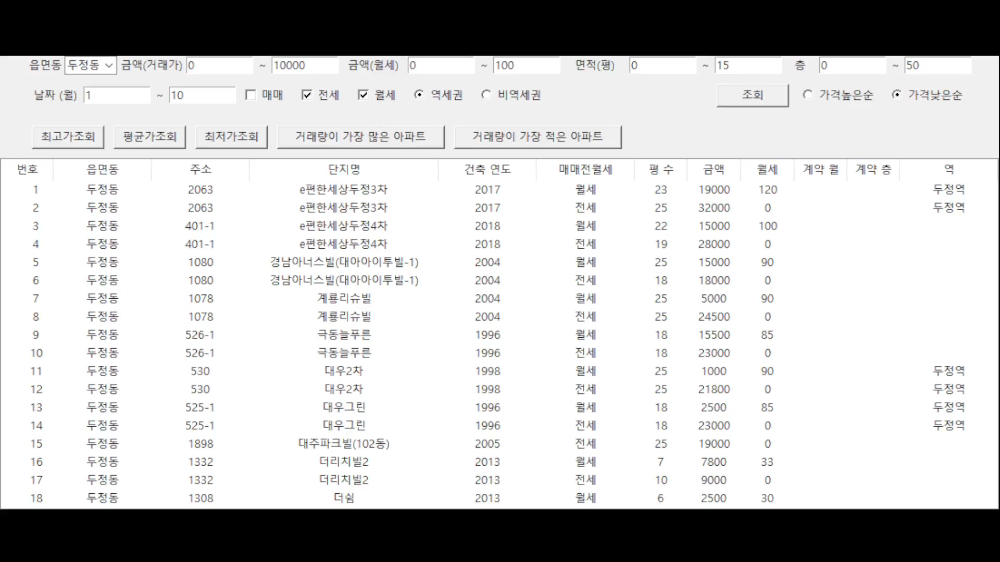 읍면동 두정동 금액(거래가) 0 ~ 10000 금액(월세) 0 ~ 100 면적(평) 0 ~ 15 층 0 ~ 50
날짜 (월) 1 ~ 10 매매 전세 월세 역세권 비역세권 조회 가격높은순 가격낮은순
최고가조회 평균가조회 최저가조회 거래량이 가장 많은 아파트 거래량이 가장 적은 아파트
번호 읍면동 주소 단지명 건축 연도 매매전월세 평 수 금액 월세 계약 월 계약 층 역
1 두정동 2063 e편한세상두정3차 2017 월세 23 19000 120 두정역
2 두정동 2063 e편한세상두정3차 2017 전세 25 32000 0 두정역
3 두정동 401-1 e편한세상두정4차 2018 월세 22 15000 100
4 두정동 401-1 e편한세상두정4차 2018 전세 19 28000 0
5 두정동 1080 경남아너스빌(대아아이투빌-1) 2004 월세 25 15000 90
6 두정동 1080 경남아너스빌(대아아이투빌-1) 2004 전세 18 18000 0
7 두정동 1078 계룡리슈빌 2004 월세 25 5000 90
8 두정동 1078 계룡리슈빌 2004 전세 25 24500 0
9 두정동 526-1 극동늘푸른 1996 월세 18 15500 85
10 두정동 526-1 극동늘푸른 1996 전세 18 23000 0
11 두정동 530 대우2차 1998 월세 25 1000 90 두정역
12 두정동 530 대우2차 1998 전세 25 21800 0 두정역
13 두정동 525-1 대우그린 1996 월세 18 2500 85 두정역
14 두정동 525-1 대우그린 1996 전세 18 23000 0 두정역
15 두정동 1898 대주파크빌(102동) 2005 전세 25 19000 0
16 두정동 1332 더리치빌2 2013 월세 7 7800 33
17 두정동 1332 더리치빌2 2013 전세 10 9000 0
18 두정동 1308 더쉼 2013 월세 6 2500 30